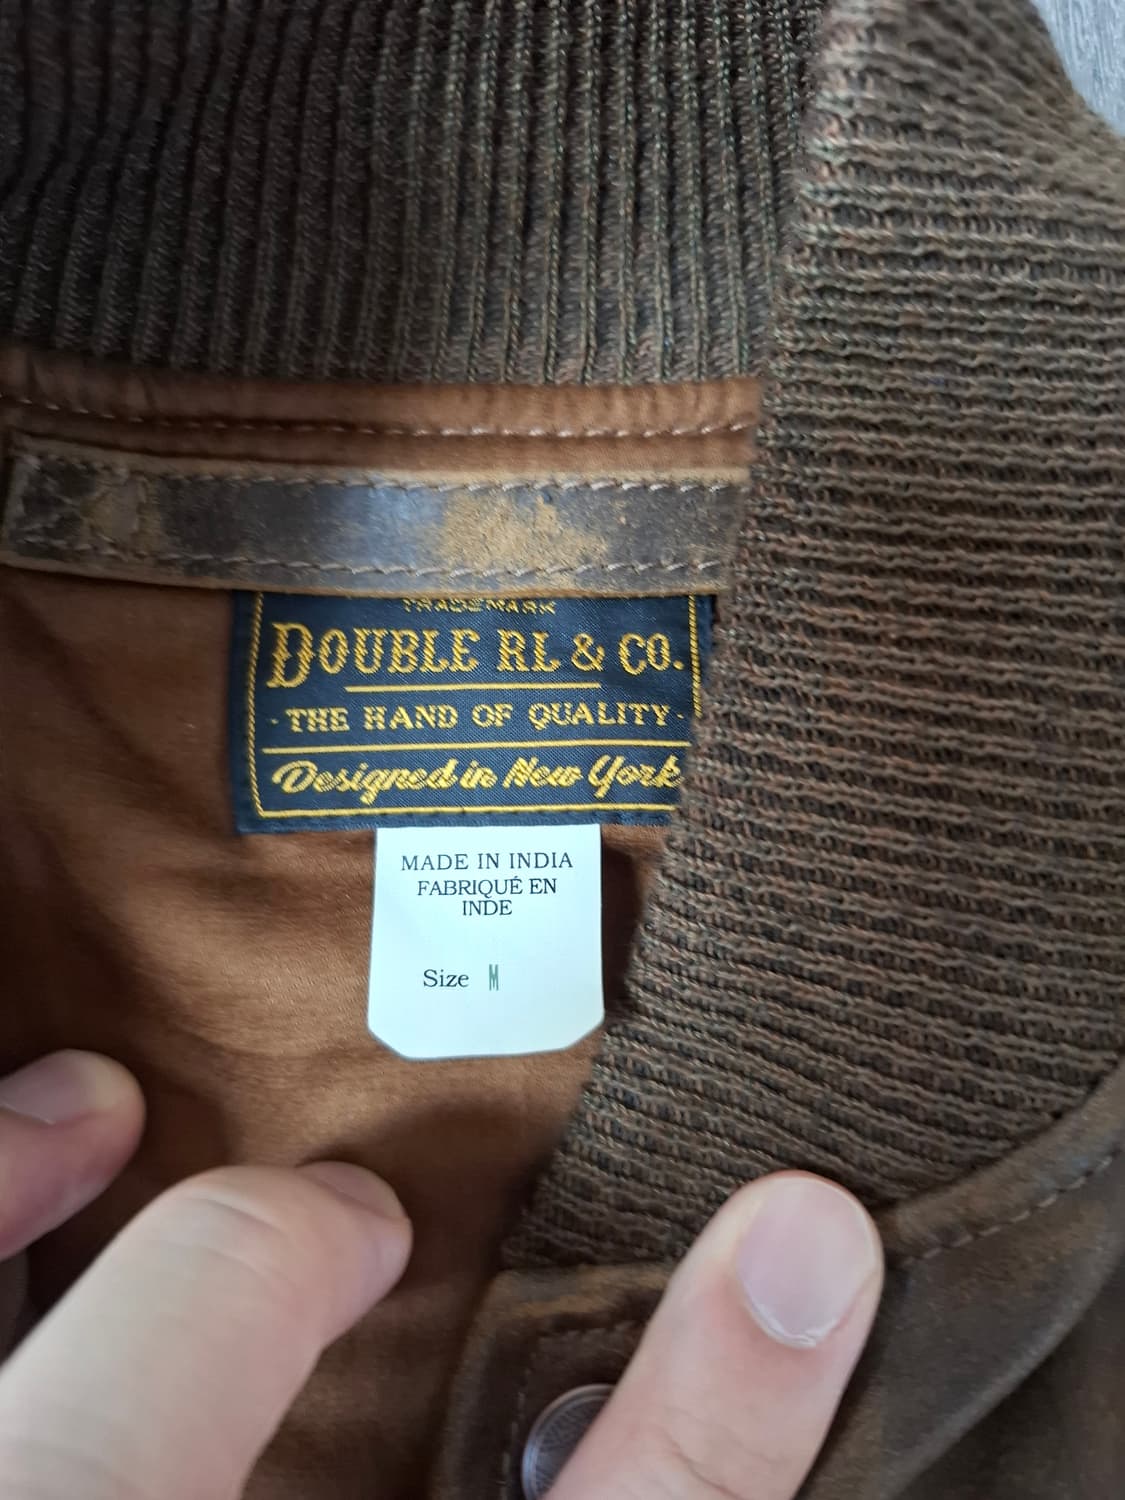 TRADEMARK
DOUBLE RL & CO.
- THE HAND OF QUALITY -
Designed in New York
MADE IN INDIA
FABRIQUÉ EN
INDE
Size M